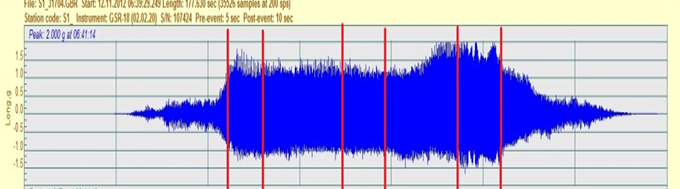 File: S1_31704.GBR Start: 12.11.2012 06:39:29.249 Length: 177.630 sec (35526 samples at 200 sps)
Station code: S1_ Instrument: GSR-18 (02.02.20) S/N: 107424 Pre-event: 5 sec Post-event: 10 sec
Peak: 2.000 g at 06:41:14
1.5
1.0
0.5
0.0
-0.5
-1.0
-1.5
Long,g